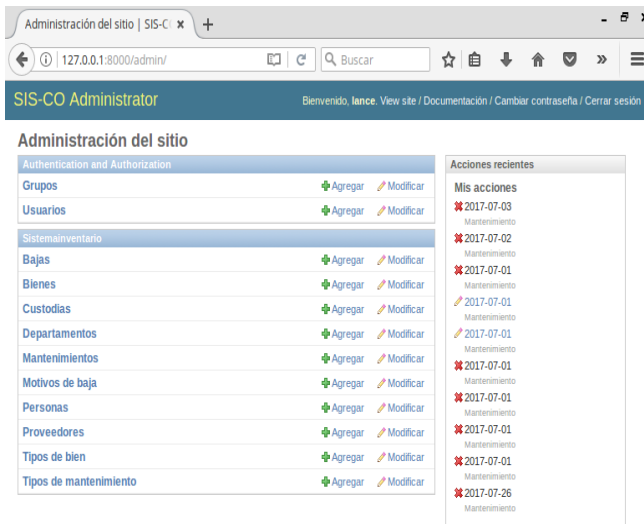 Administración del sitio | SIS-C
127.0.0.1:8000/admin/
Buscar
SIS-CO Administrator
Bienvenido, lance. View site / Documentación / Cambiar contraseña / Cerrar sesión
Administración del sitio
Authentication and Authorization
Grupos Agregar Modificar
Usuarios Agregar Modificar
Sistemainventario
Bajas Agregar Modificar
Bienes Agregar Modificar
Custodias Agregar Modificar
Departamentos Agregar Modificar
Mantenimientos Agregar Modificar
Motivos de baja Agregar Modificar
Personas Agregar Modificar
Proveedores Agregar Modificar
Tipos de bien Agregar Modificar
Tipos de mantenimiento Agregar Modificar
Acciones recientes
Mis acciones
2017-07-03
Mantenimiento
2017-07-02
Mantenimiento
2017-07-01
Mantenimiento
2017-07-01
Mantenimiento
2017-07-01
Mantenimiento
2017-07-01
Mantenimiento
2017-07-01
Mantenimiento
2017-07-01
Mantenimiento
2017-07-01
Mantenimiento
2017-07-26
Mantenimiento